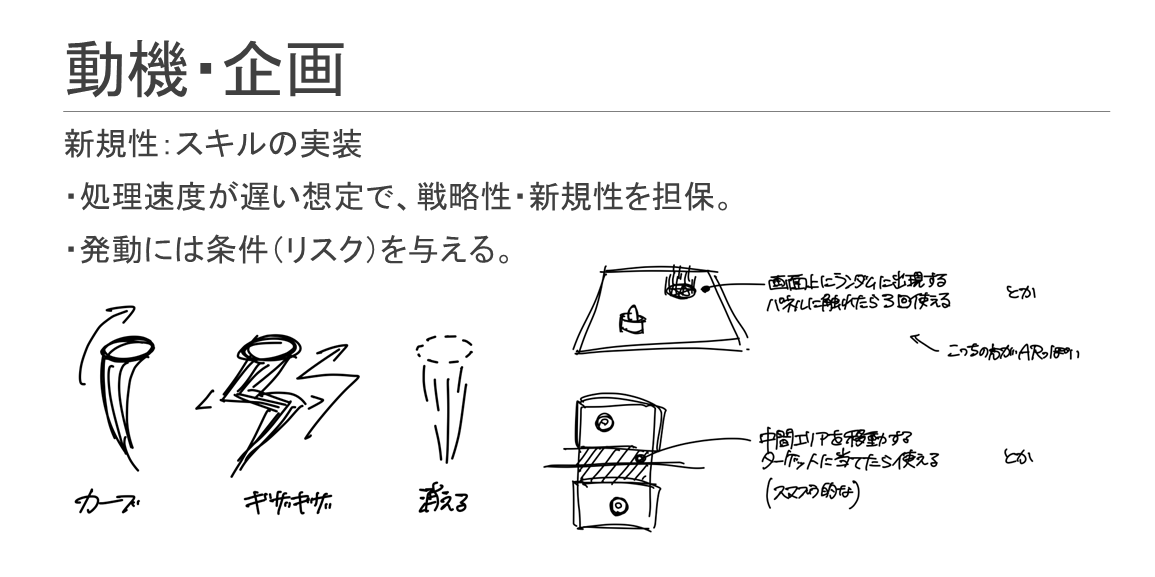 動機・企画
新規性：スキルの実装
・処理速度が遅い想定で、戦略性・新規性を担保。
・発動には条件（リスク）を与える。
画面上にランダムに出現する
パネルに触れたら3回使える
とか
こっちの方がARっぽい
中間エリアを移動する
ターゲットに当てたら使える
(スマブラ的な)
とか
カーブ
ギザギザ
消える